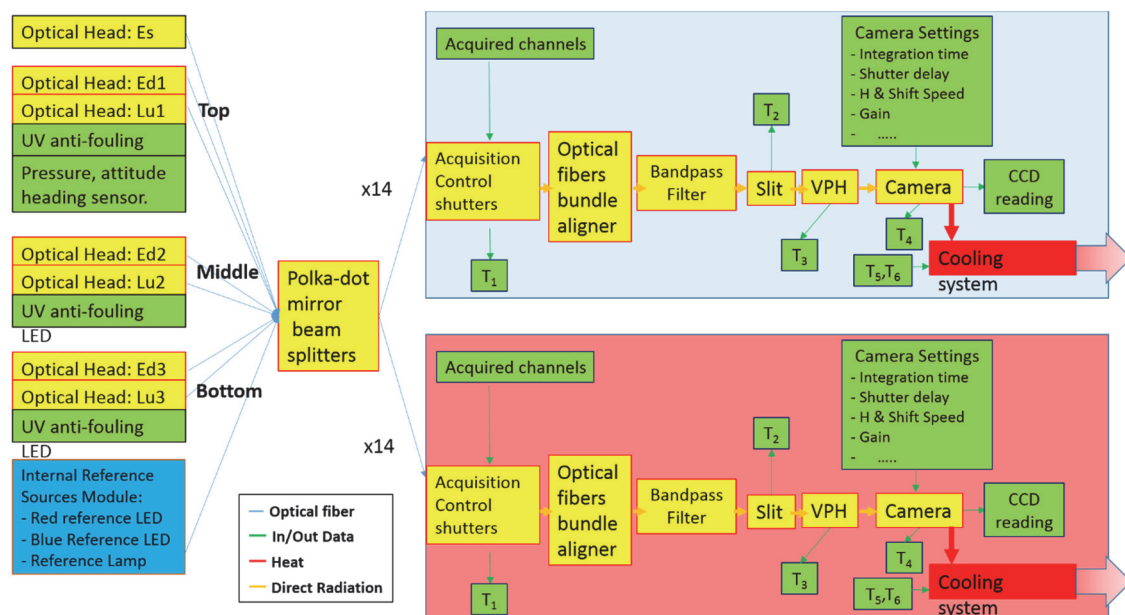 Optical Head: Es
Optical Head: Ed1
Optical Head: Lu1
Top
UV anti-fouling
Pressure, attitude
heading sensor.
Optical Head: Ed2
Middle
Optical Head: Lu2
UV anti-fouling
LED
Optical Head: Ed3
Optical Head: Lu3
Bottom
UV anti-fouling
LED
Internal Reference
Sources Module:
- Red reference LED
- Blue Reference LED
- Reference Lamp
Polka-dot
mirror
beam
splitters
x14
x14
Optical fiber
In/Out Data
Heat
Direct Radiation
Acquired channels
Acquisition
Control
shutters
T1
Optical
fibers
bundle
aligner
Bandpass
Filter
T2
Slit
VPH
T3
Camera Settings
- Integration time
- Shutter delay
- H & Shift Speed
- Gain
- .....
Camera
T4
CCD
reading
T5,T6
Cooling
system
Acquired channels
Acquisition
Control
shutters
T1
Optical
fibers
bundle
aligner
Bandpass
Filter
T2
Slit
VPH
T3
Camera Settings
- Integration time
- Shutter delay
- H & Shift Speed
- Gain
- .....
Camera
T4
CCD
reading
T5,T6
Cooling
system